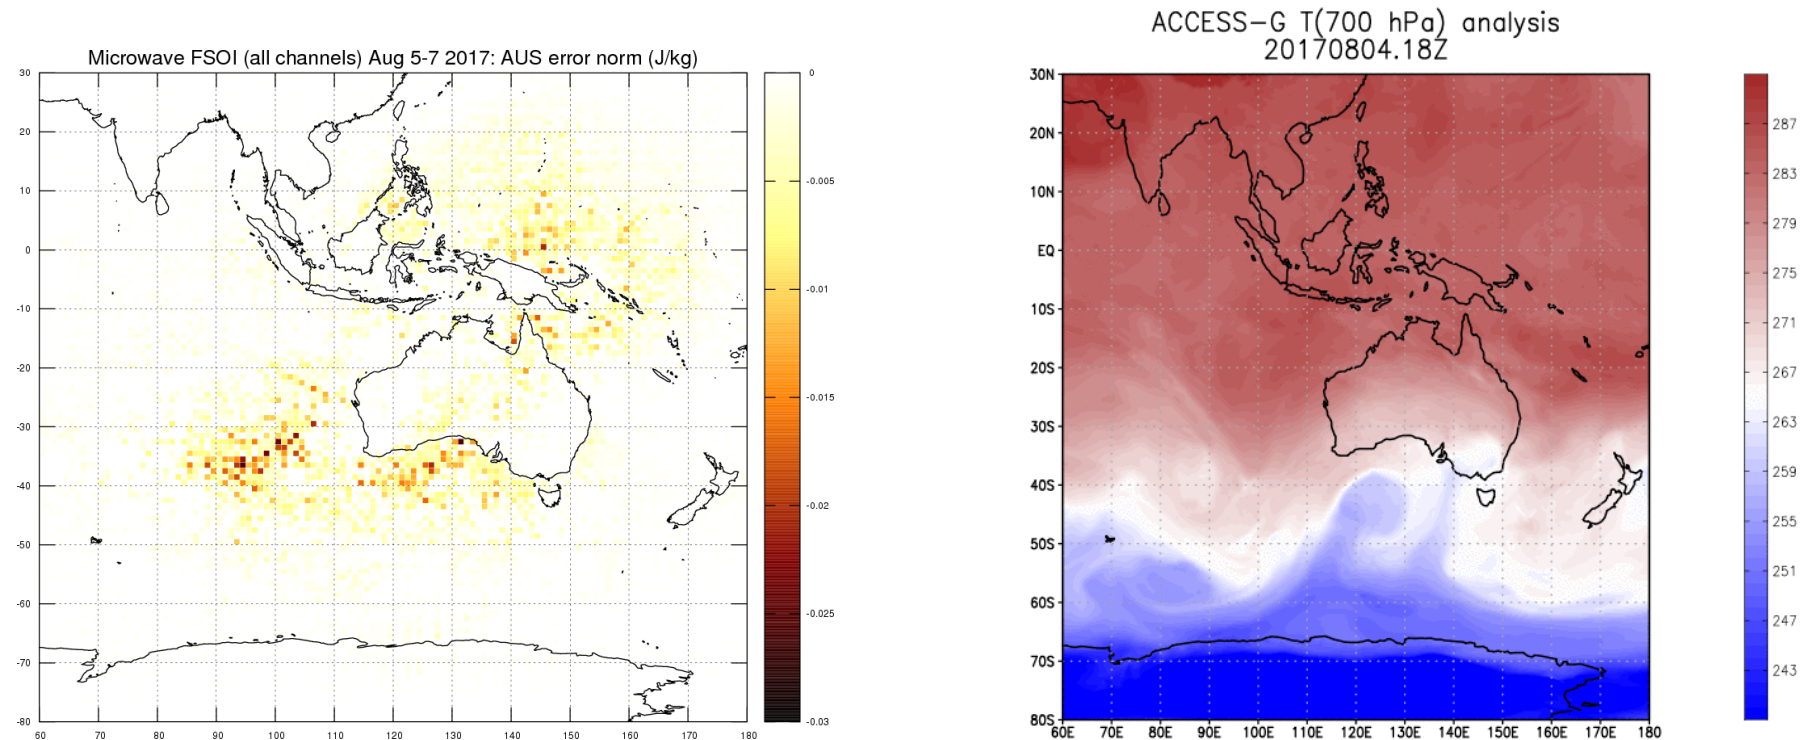 Microwave FSOI (all channels) Aug 5-7 2017: AUS error norm (J/kg)
30
20
10
0
-10
-20
-30
-40
-50
-60
-70
-80
60 70 80 90 100 110 120 130 140 150 160 170 180
0
-0.005
-0.01
-0.015
-0.02
-0.025
-0.03
ACCESS-G T(700 hPa) analysis
20170804.18Z
30N
20N
10N
EQ
10S
20S
30S
40S
50S
60S
70S
80S
60E 70E 80E 90E 100E 110E 120E 130E 140E 150E 160E 170E 180
287
283
279
275
271
267
263
259
255
251
247
243